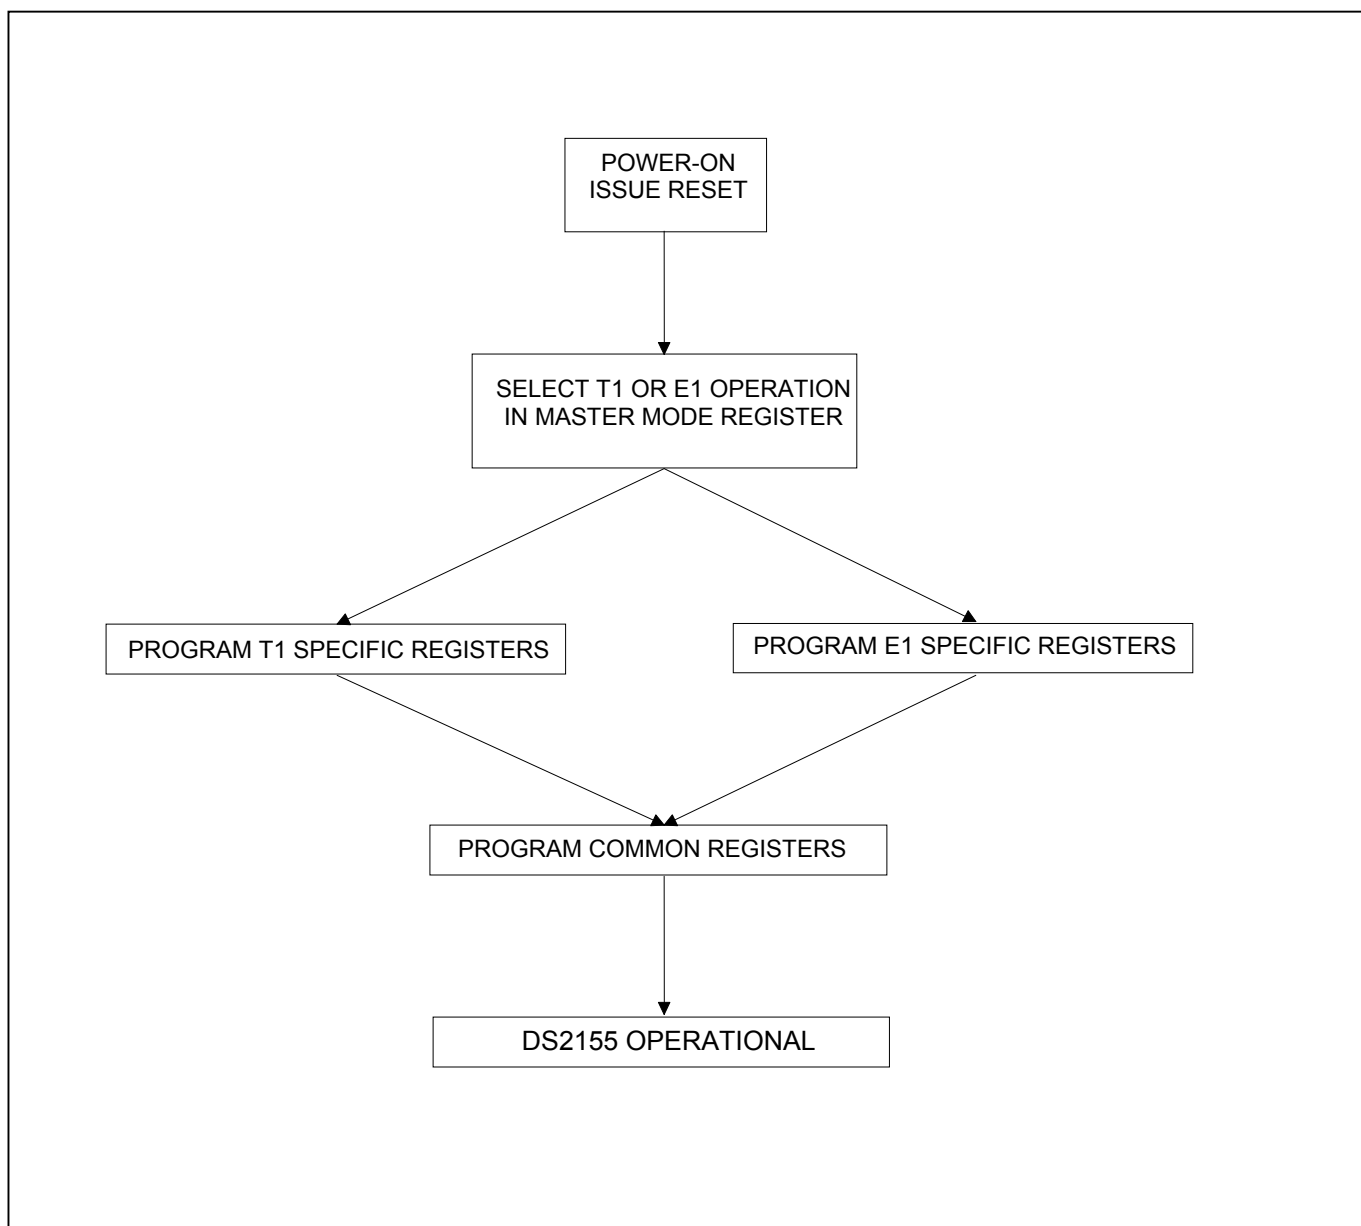 POWER-ON
ISSUE RESET
SELECT T1 OR E1 OPERATION
IN MASTER MODE REGISTER
PROGRAM T1 SPECIFIC REGISTERS
PROGRAM E1 SPECIFIC REGISTERS
PROGRAM COMMON REGISTERS
DS2155 OPERATIONAL